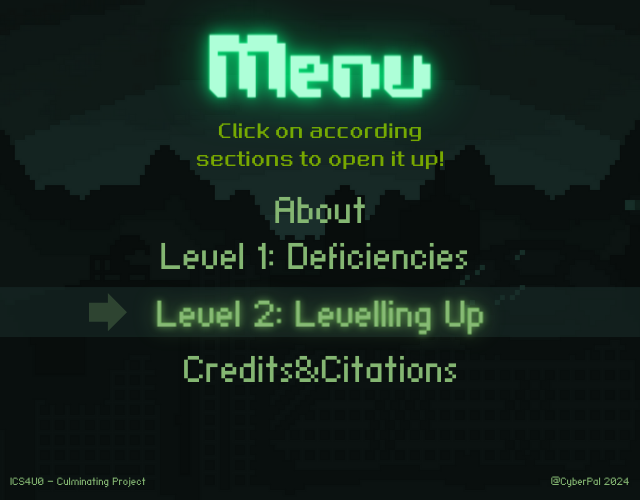 Menu
Click on according
sections to open it up!
About
Level 1: Deficiencies
Level 2: Levelling Up
Credits&Citations
ICS4U0 - Culminating Project
@CyberPal 2024